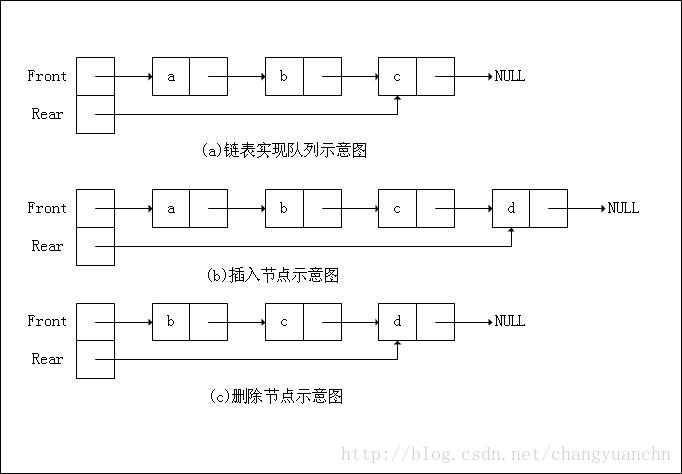 Front a b c NULL
Rear
(a)链表实现队列示意图
Front a b c d NULL
Rear
(b)插入节点示意图
Front b c d NULL
Rear
(c)删除节点示意图
http://blog.csdn.net/changyuanchn